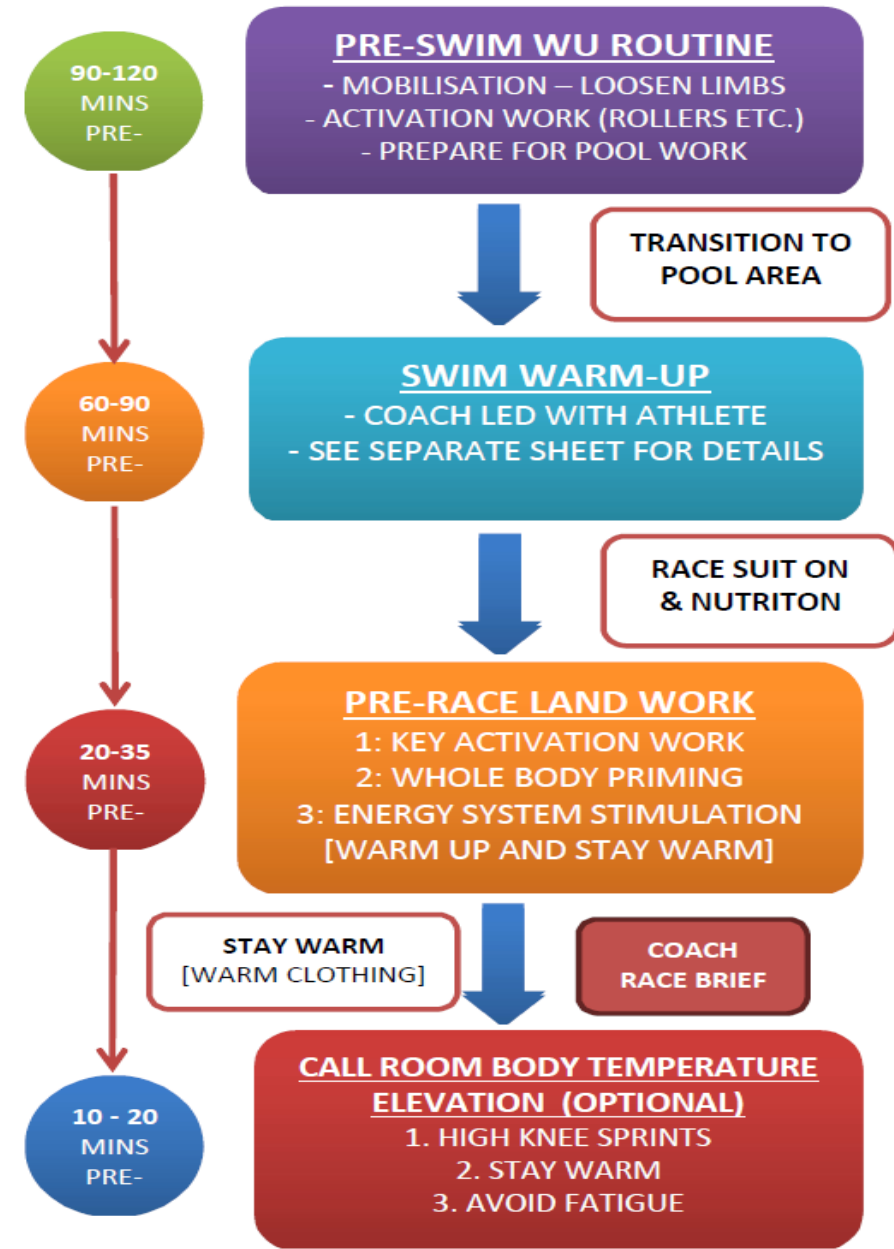 90-120
MINS
PRE-
PRE-SWIM WU ROUTINE
- MOBILISATION – LOOSEN LIMBS
- ACTIVATION WORK (ROLLERS ETC.)
- PREPARE FOR POOL WORK
TRANSITION TO
POOL AREA
60-90
MINS
PRE-
SWIM WARM-UP
- COACH LED WITH ATHLETE
- SEE SEPARATE SHEET FOR DETAILS
RACE SUIT ON
& NUTRITON
20-35
MINS
PRE-
PRE-RACE LAND WORK
1: KEY ACTIVATION WORK
2: WHOLE BODY PRIMING
3: ENERGY SYSTEM STIMULATION
[WARM UP AND STAY WARM]
STAY WARM
[WARM CLOTHING]
COACH
RACE BRIEF
10 - 20
MINS
PRE-
CALL ROOM BODY TEMPERATURE
ELEVATION (OPTIONAL)
1. HIGH KNEE SPRINTS
2. STAY WARM
3. AVOID FATIGUE